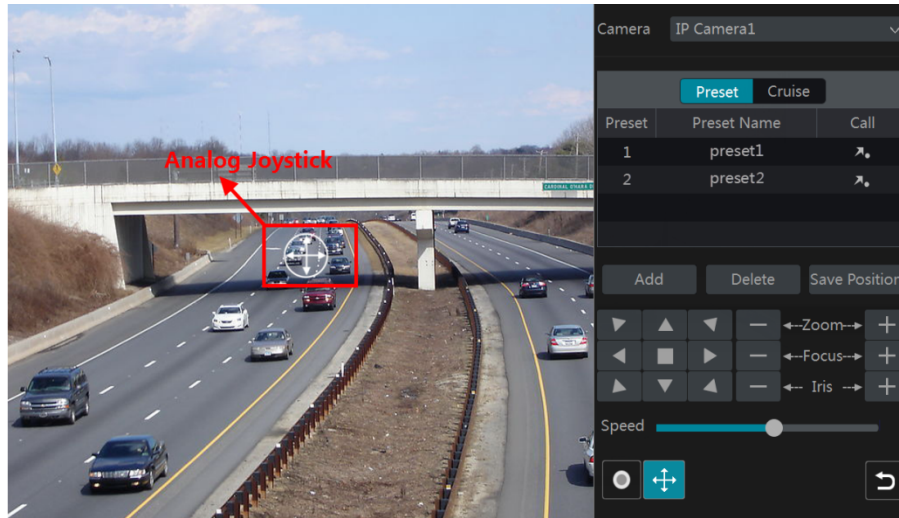 Camera IP Camera1
Preset Cruise
Preset Preset Name Call
1 preset1
2 preset2
Analog Joystick
Add Delete Save Position
Zoom
Focus
Iris
Speed